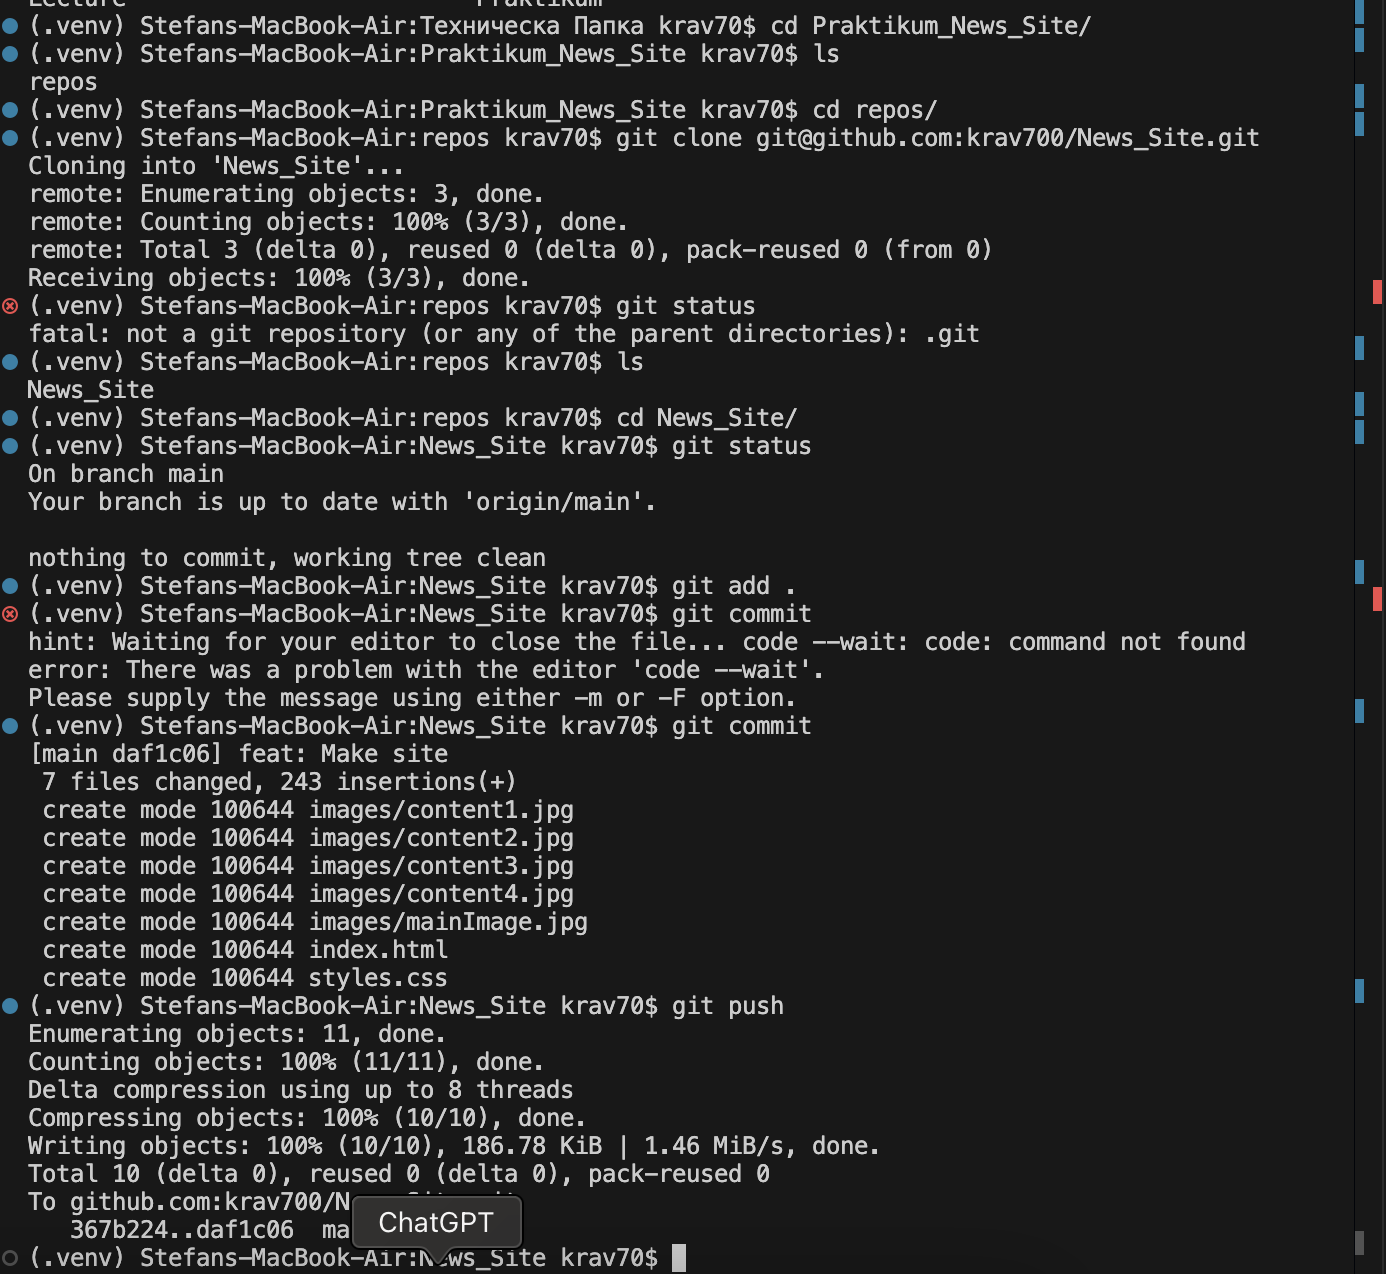 Lecture Praktikum
(.venv) Stefans-MacBook-Air:Техническа Папка krav70$ cd Praktikum_News_Site/
(.venv) Stefans-MacBook-Air:Praktikum_News_Site krav70$ ls
repos
(.venv) Stefans-MacBook-Air:Praktikum_News_Site krav70$ cd repos/
(.venv) Stefans-MacBook-Air:repos krav70$ git clone git@github.com:krav700/News_Site.git
Cloning into 'News_Site'...
remote: Enumerating objects: 3, done.
remote: Counting objects: 100% (3/3), done.
remote: Total 3 (delta 0), reused 0 (delta 0), pack-reused 0 (from 0)
Receiving objects: 100% (3/3), done.
(.venv) Stefans-MacBook-Air:repos krav70$ git status
fatal: not a git repository (or any of the parent directories): .git
(.venv) Stefans-MacBook-Air:repos krav70$ ls
News_Site
(.venv) Stefans-MacBook-Air:repos krav70$ cd News_Site/
(.venv) Stefans-MacBook-Air:News_Site krav70$ git status
On branch main
Your branch is up to date with 'origin/main'.
nothing to commit, working tree clean
(.venv) Stefans-MacBook-Air:News_Site krav70$ git add .
(.venv) Stefans-MacBook-Air:News_Site krav70$ git commit
hint: Waiting for your editor to close the file... code --wait: code: command not found
error: There was a problem with the editor 'code --wait'.
Please supply the message using either -m or -F option.
(.venv) Stefans-MacBook-Air:News_Site krav70$ git commit
[main daf1c06] feat: Make site
7 files changed, 243 insertions(+)
create mode 100644 images/content1.jpg
create mode 100644 images/content2.jpg
create mode 100644 images/content3.jpg
create mode 100644 images/content4.jpg
create mode 100644 images/mainImage.jpg
create mode 100644 index.html
create mode 100644 styles.css
(.venv) Stefans-MacBook-Air:News_Site krav70$ git push
Enumerating objects: 11, done.
Counting objects: 100% (11/11), done.
Delta compression using up to 8 threads
Compressing objects: 100% (10/10), done.
Writing objects: 100% (10/10), 186.78 KiB | 1.46 MiB/s, done.
Total 10 (delta 0), reused 0 (delta 0), pack-reused 0
To github.com:krav700/N
367b224..daf1c06 ma
ChatGPT
(.venv) Stefans-MacBook-Air:News_Site krav70$